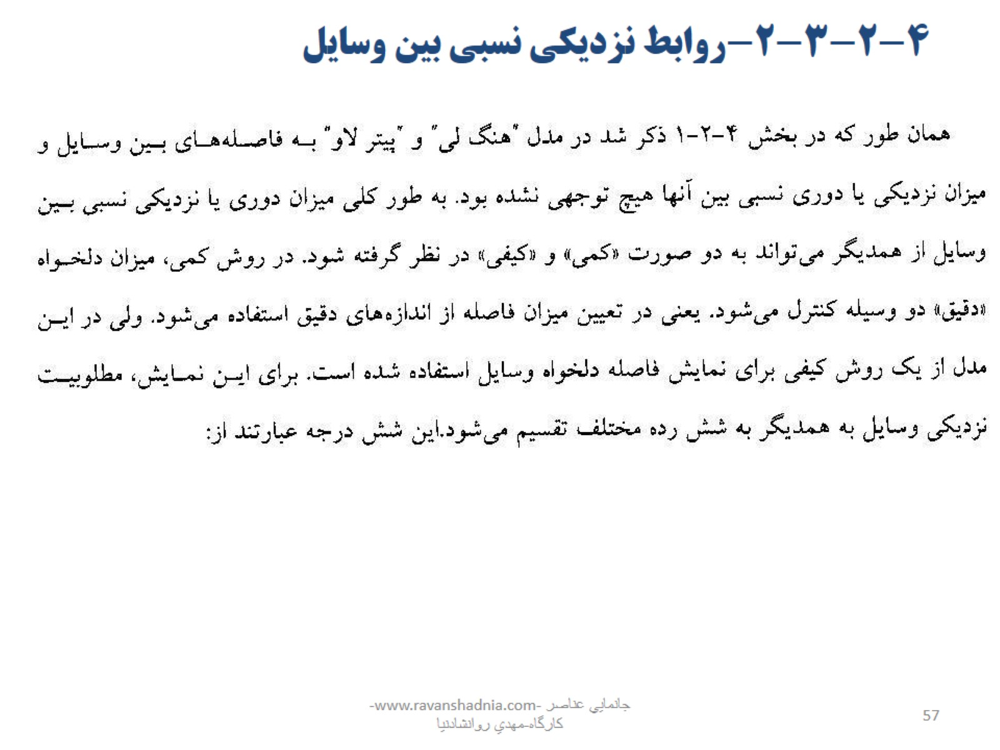 ۴-۲-۳-۲-روابط نزدیکی نسبی بین وسایل
همان طور که در بخش ۴-۲-۱ ذکر شد در مدل "هنگ لی" و "پیتر لاو" به فاصله‌های بین وسایل و
میزان نزدیکی یا دوری نسبی بین آنها هیچ توجهی نشده بود. به طور کلی میزان دوری یا نزدیکی نسبی بین
وسایل از همدیگر می‌تواند به دو صورت «کمی» و «کیفی» در نظر گرفته شود. در روش کمی، میزان دلخواه
«دقیق» دو وسیله کنترل می‌شود. یعنی در تعیین میزان فاصله از اندازه‌های دقیق استفاده می‌شود. ولی در این
مدل از یک روش کیفی برای نمایش فاصله دلخواه وسایل استفاده شده است. برای این نمایش، مطلوبیت
نزدیکی وسایل به همدیگر به شش رده مختلف تقسیم می‌شود.این شش درجه عبارتند از:
جانمايي عناصر -www.ravanshadnia.com-
كارگاه-مهدي روانشادنيا
57